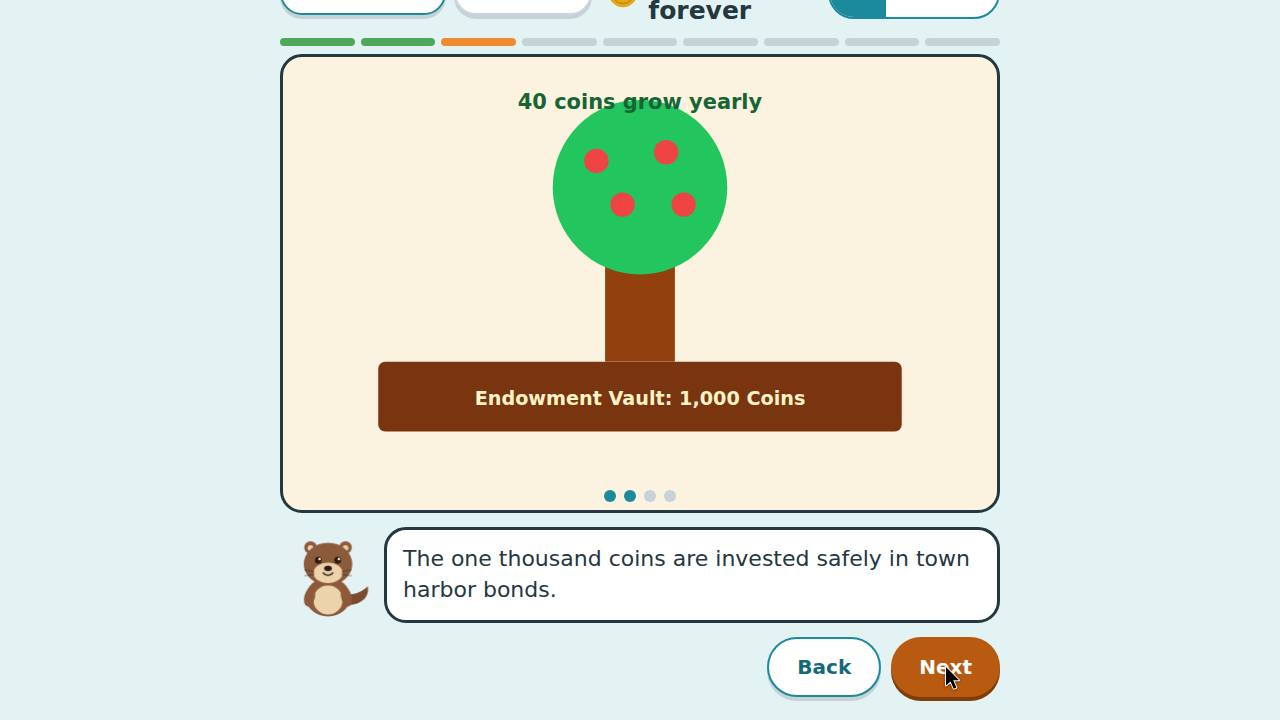 forever
40 coins grow yearly
Endowment Vault: 1,000 Coins
The one thousand coins are invested safely in town
harbor bonds.
Back
Next